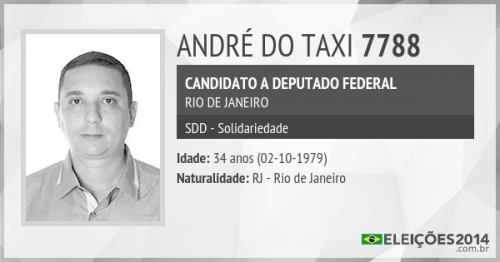 ANDRÉ DO TAXI 7788
CANDIDATO A DEPUTADO FEDERAL
RIO DE JANEIRO
SDD - Solidariedade
Idade: 34 anos (02-10-1979)
Naturalidade: RJ - Rio de Janeiro
ELEIÇÕES2014
.com.br